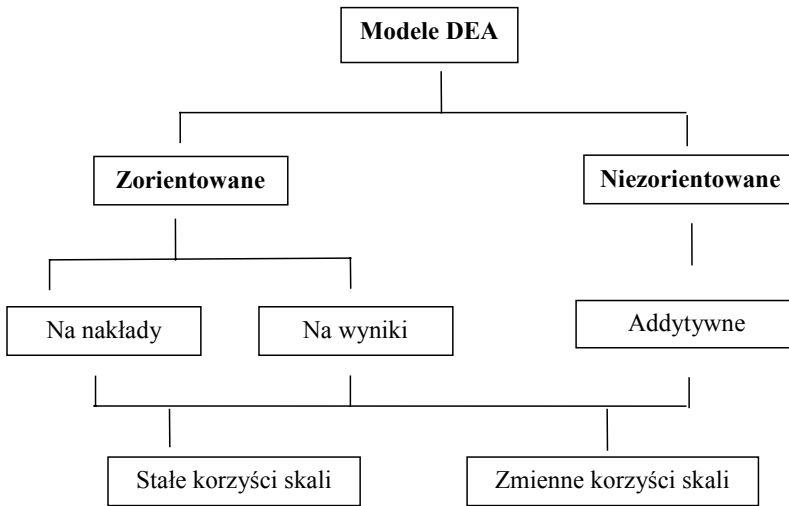 Modele DEA
Zorientowane
Niezorientowane
Na nakłady
Na wyniki
Addytywne
Stałe korzyści skali
Zmienne korzyści skali